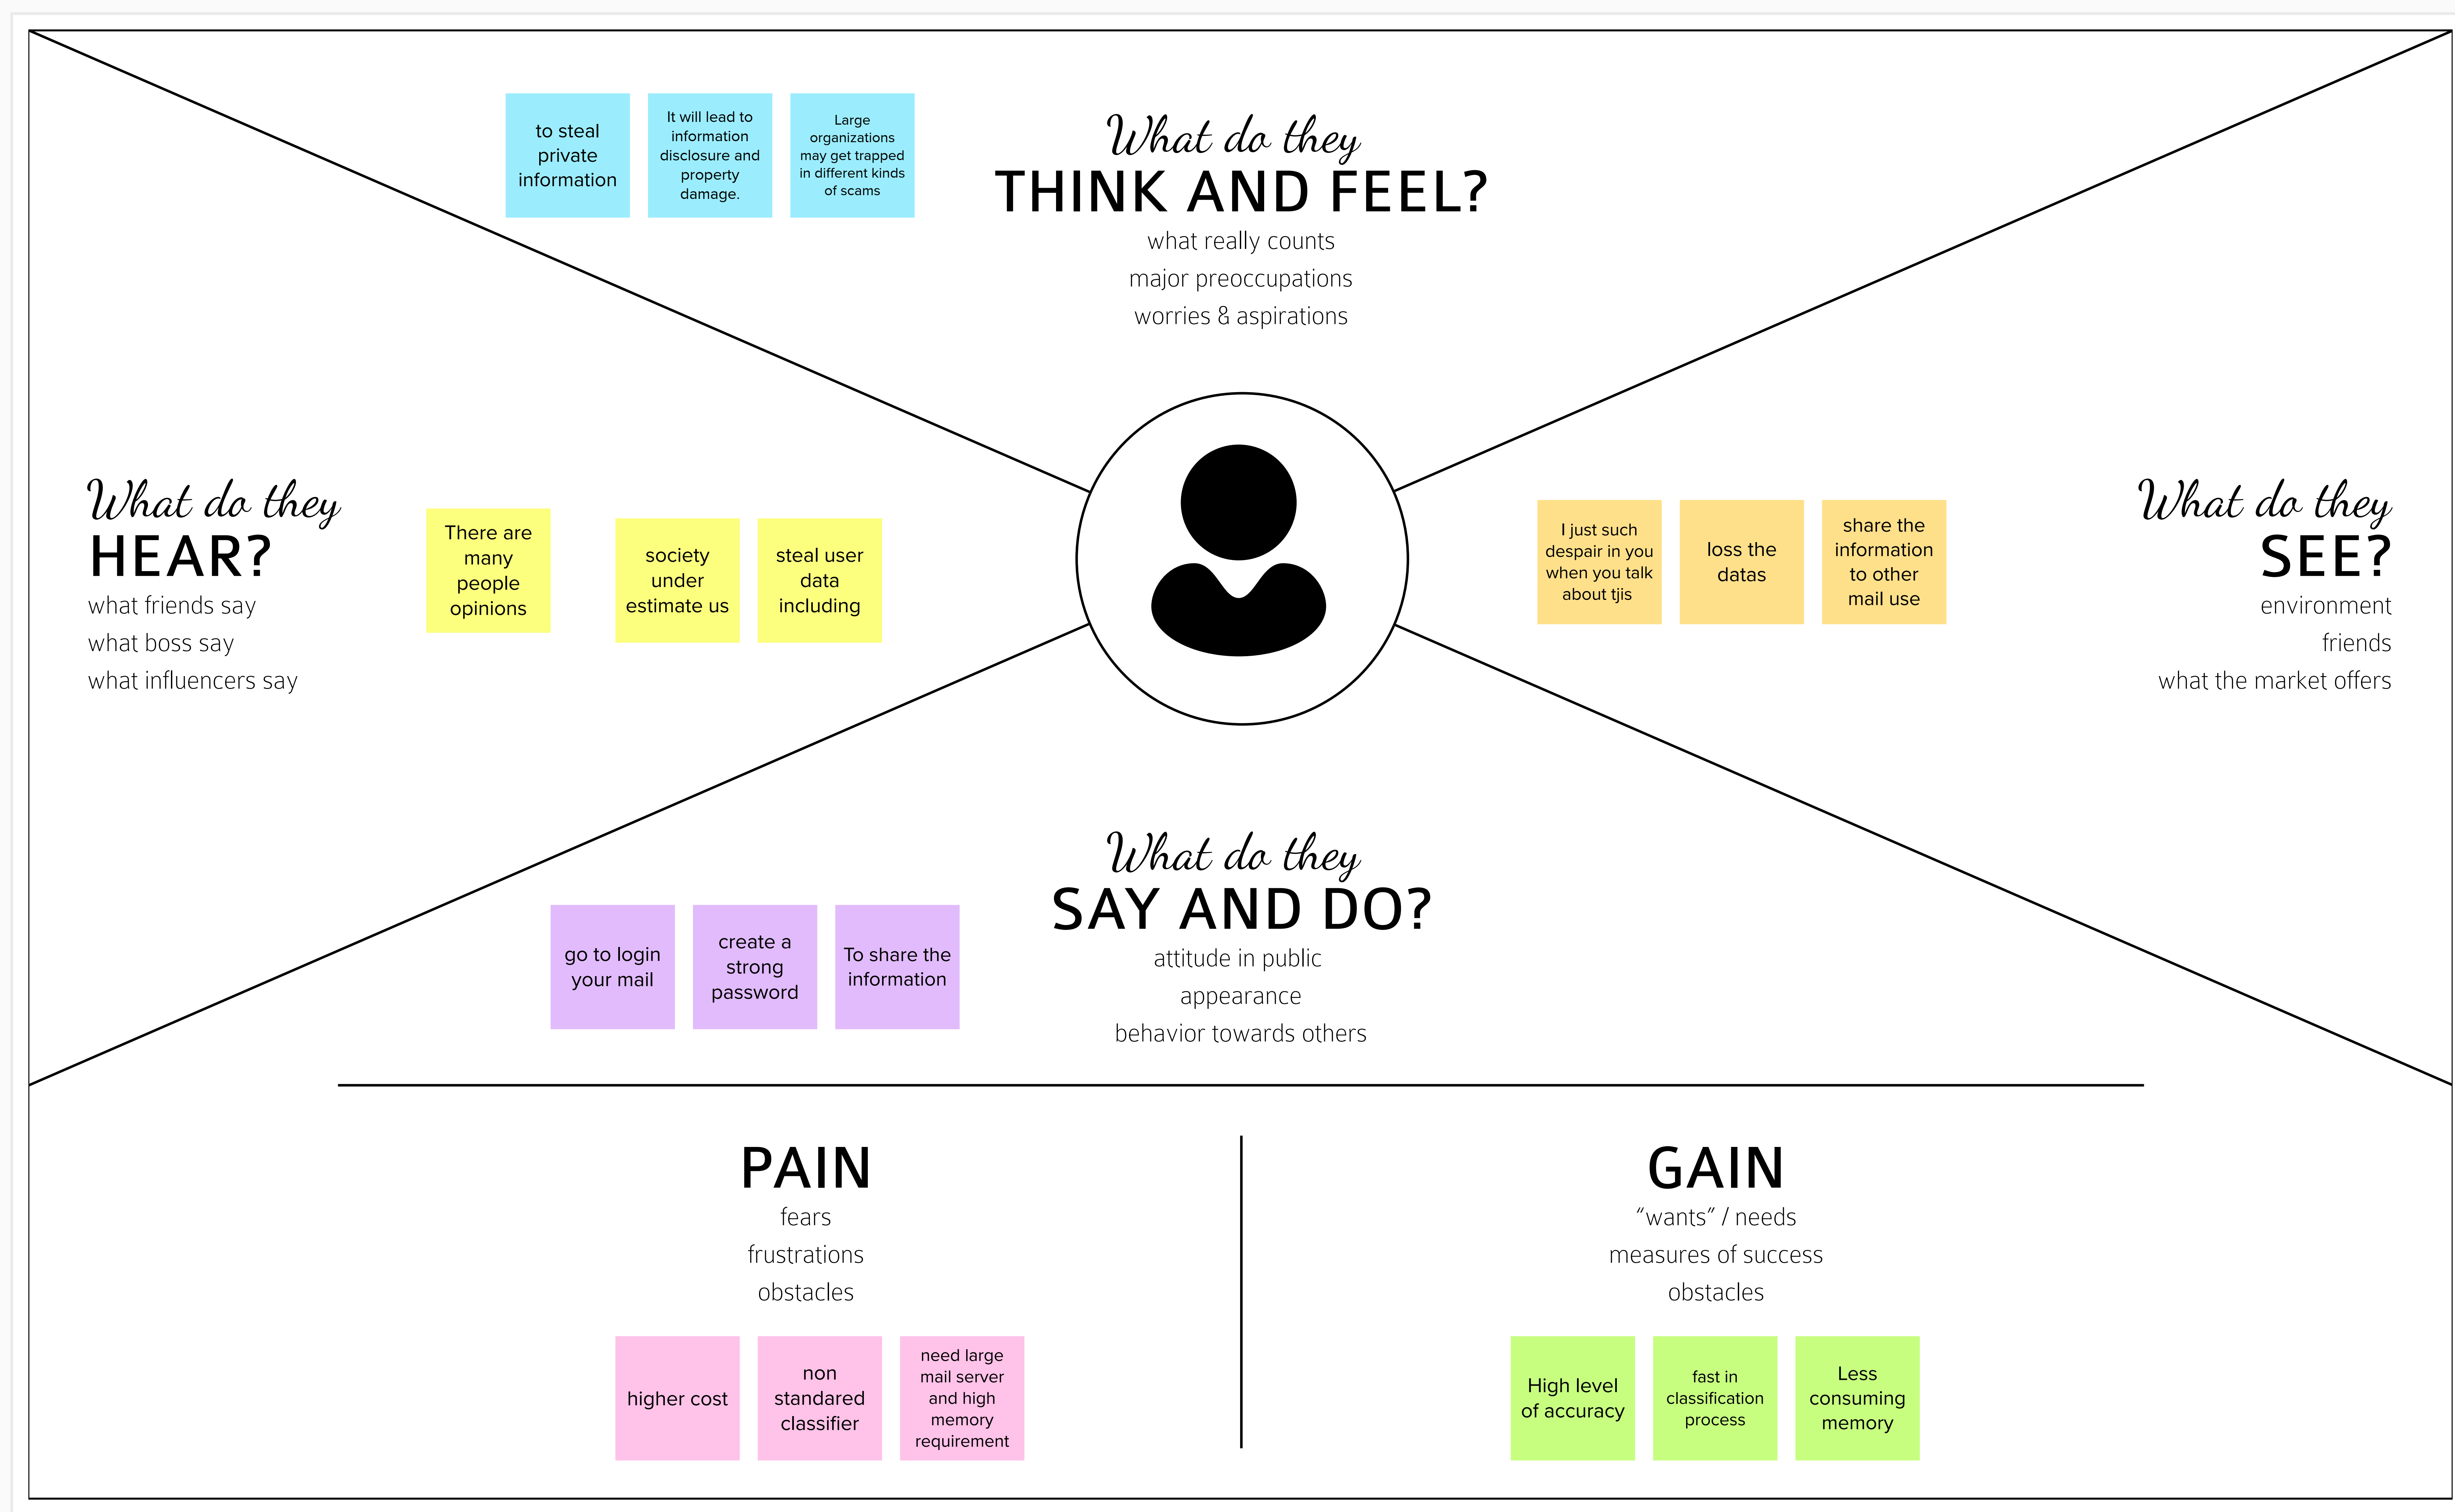 to steal
private
information
It will lead to
information
disclosure and
property
damage.
Large
organizations
may get trapped
in different kinds
of scams
What do they
THINK AND FEEL?
what really counts
major preoccupations
worries & aspirations
What do they
HEAR?
what friends say
what boss say
what influencers say
There are
many
people
opinions
society
under
estimate us
steal user
data
including
I just such
despair in you
when you talk
about tjis
loss the
datas
share the
information
to other
mail use
What do they
SEE?
environment
friends
what the market offers
What do they
SAY AND DO?
attitude in public
appearance
behavior towards others
go to login
your mail
create a
strong
password
To share the
information
PAIN
fears
frustrations
obstacles
higher cost
non
standared
classifier
need large
mail server
and high
memory
requirement
GAIN
“wants” / needs
measures of success
obstacles
High level
of accuracy
fast in
classification
process
Less
consuming
memory